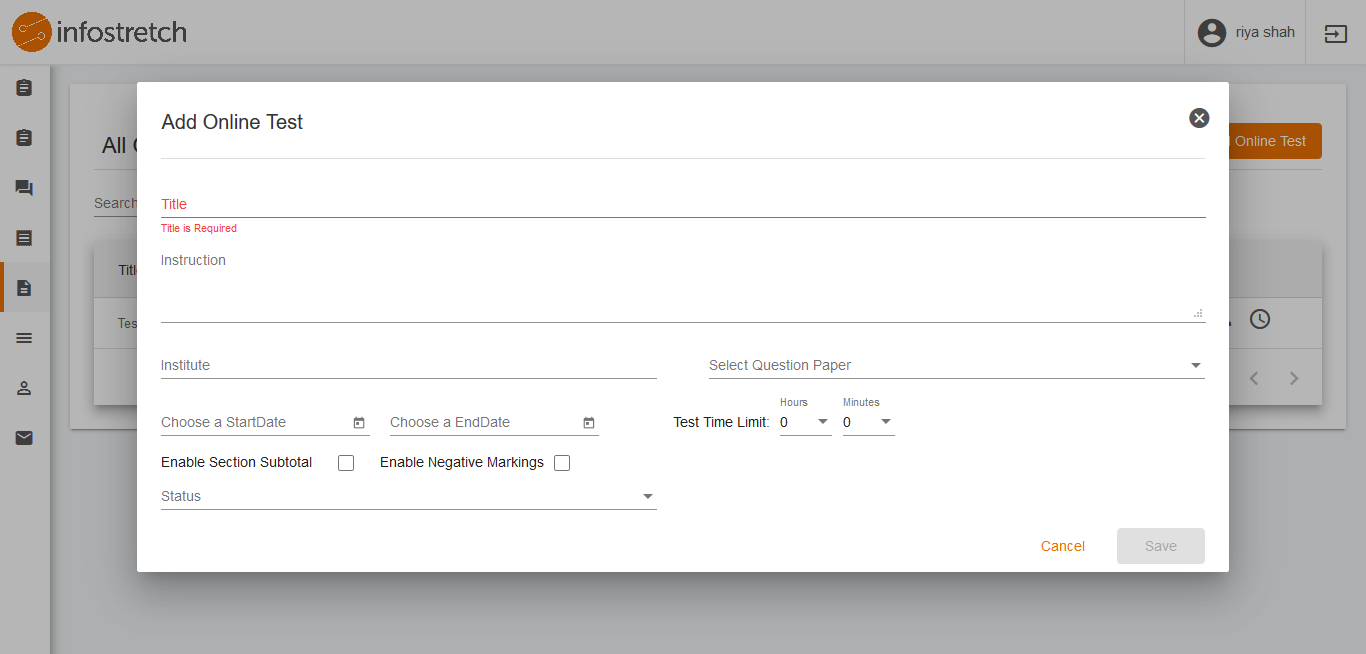 infostretch
riya shah
Add Online Test
All
Online Test
Search
Title
Title is Required
Instruction
Institute
Select Question Paper
Choose a StartDate
Choose a EndDate
Test Time Limit:
Hours
0
Minutes
0
Enable Section Subtotal
Enable Negative Markings
Status
Cancel
Save